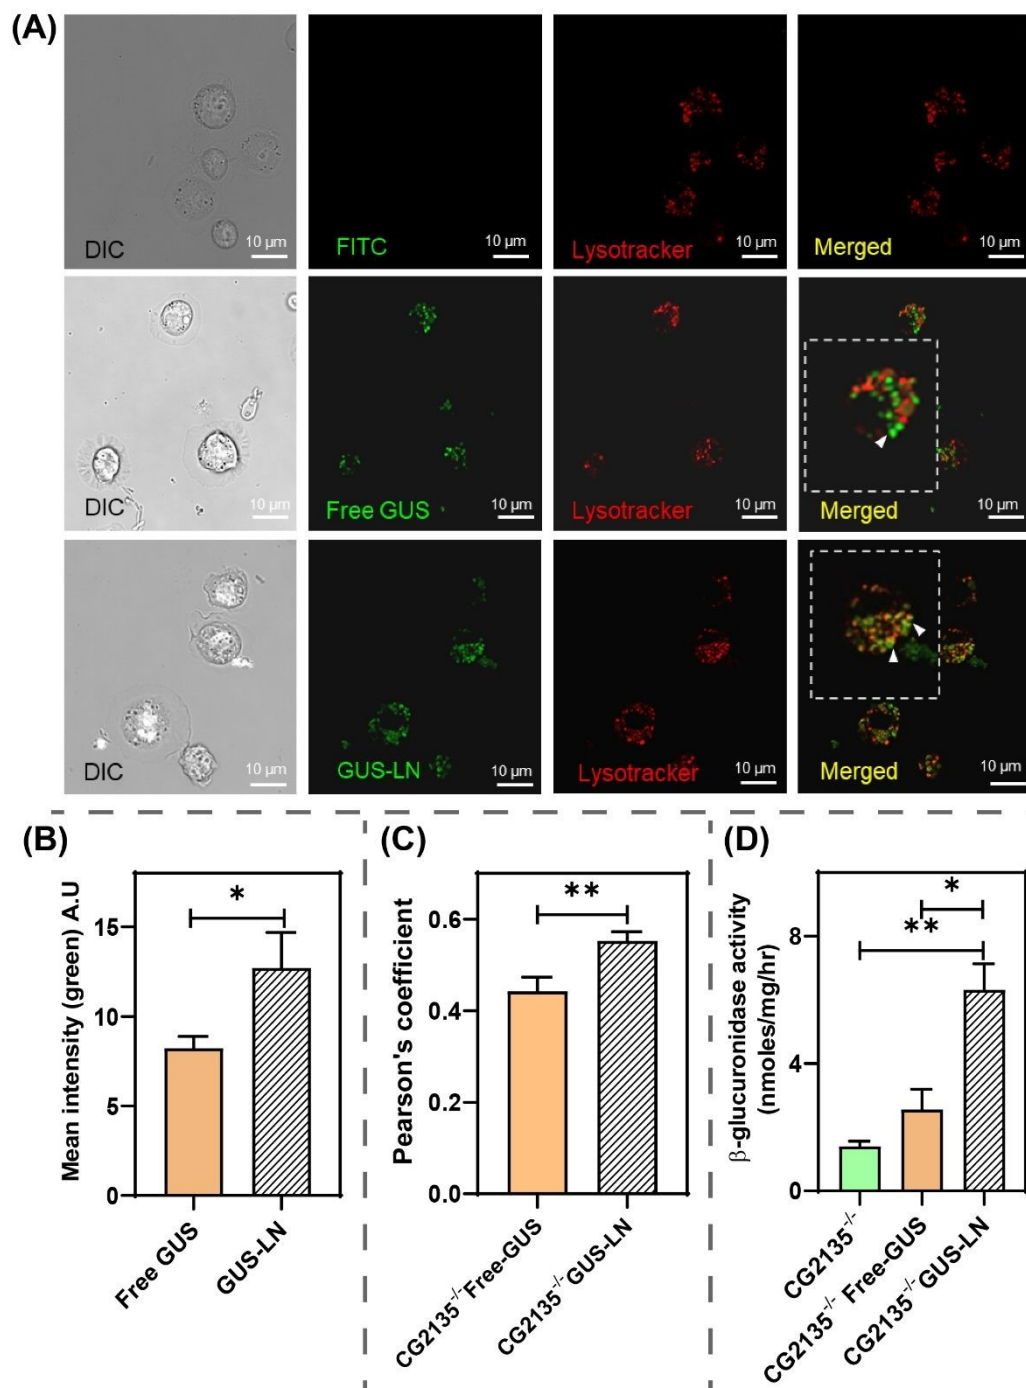 (A)
DIC
10 µm
FITC
10 µm
Lysotracker
10 µm
Merged
10 µm
DIC
10 µm
Free GUS
10 µm
Lysotracker
10 µm
Merged
10 µm
DIC
10 µm
GUS-LN
10 µm
Lysotracker
10 µm
Merged
10 µm
(B)
Mean intensity (green) A.U
15
10
5
0
*
Free GUS
GUS-LN
(C)
Pearson's coefficient
0.6
0.4
0.2
0.0
**
CG2135⁻/⁻Free-GUS
CG2135⁻/⁻GUS-LN
(D)
β-glucuronidase activity
(nmoles/mg/hr)
8
4
0
*
**
CG2135⁻/⁻
CG2135⁻/⁻ Free-GUS
CG2135⁻/⁻ GUS-LN